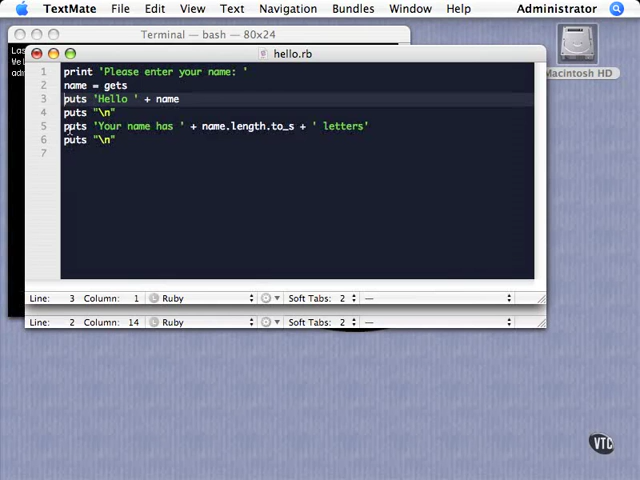 TextMate File Edit View Text Navigation Bundles Window Help Administrator
Terminal — bash — 80x24
Las
hello.rb
Macintosh HD
1 print 'Please enter your name: '
2 name = gets
3 puts 'Hello ' + name
4 puts "\n"
5 puts 'Your name has ' + name.length.to_s + ' letters'
6 puts "\n"
7
Line: 3 Column: 1 Ruby Soft Tabs: 2 —
Line: 2 Column: 14 Ruby Soft Tabs: 2 —
VTC